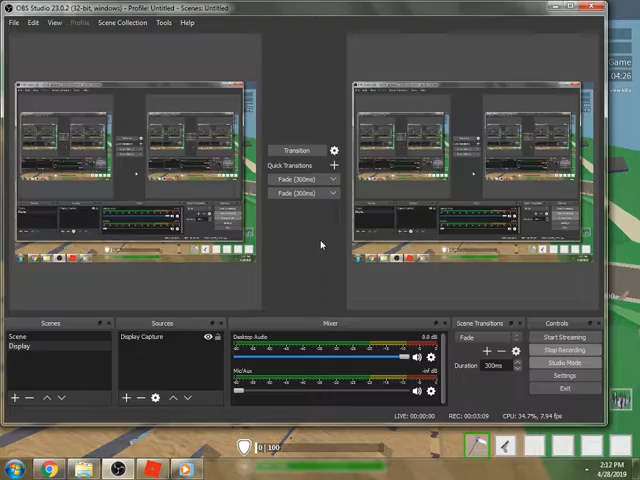 OBS Studio 23.0.2 (32-bit, windows) - Profile: Untitled - Scenes: Untitled
File Edit View Profile Scene Collection Tools Help
Game
04:26
Transition
Quick Transitions
Fade (300ms)
Fade (300ms)
Scenes Sources Mixer Scene Transitions Controls
Scene
Display
Display Capture
Desktop Audio 0.0 dB
Mic/Aux -inf dB
Fade
Duration 300ms
Start Streaming
Stop Recording
Studio Mode
Settings
Exit
LIVE: 00:00:00 REC: 00:03:09 CPU: 34.7%, 7.94 fps
0 | 100
2:12 PM
4/28/2019